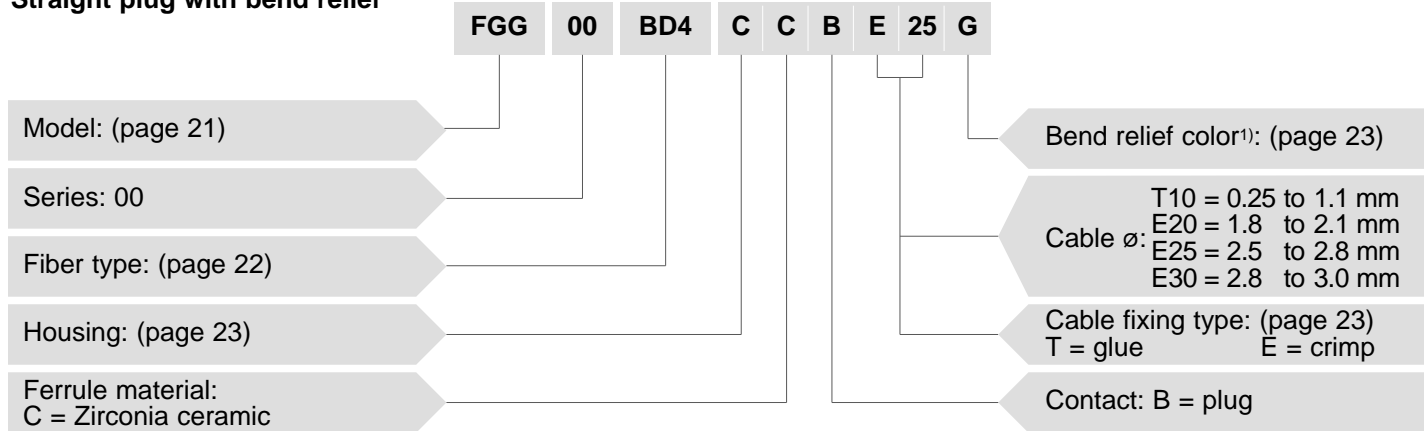 Straight plug with bend relief
FGG 00 BD4 C C B E 25 G
Model: (page 21)
Series: 00
Fiber type: (page 22)
Housing: (page 23)
Ferrule material:
C = Zirconia ceramic
Bend relief color1): (page 23)
Cable ø:
T10 = 0.25 to 1.1 mm
E20 = 1.8 to 2.1 mm
E25 = 2.5 to 2.8 mm
E30 = 2.8 to 3.0 mm
Cable fixing type: (page 23)
T = glue E = crimp
Contact: B = plug